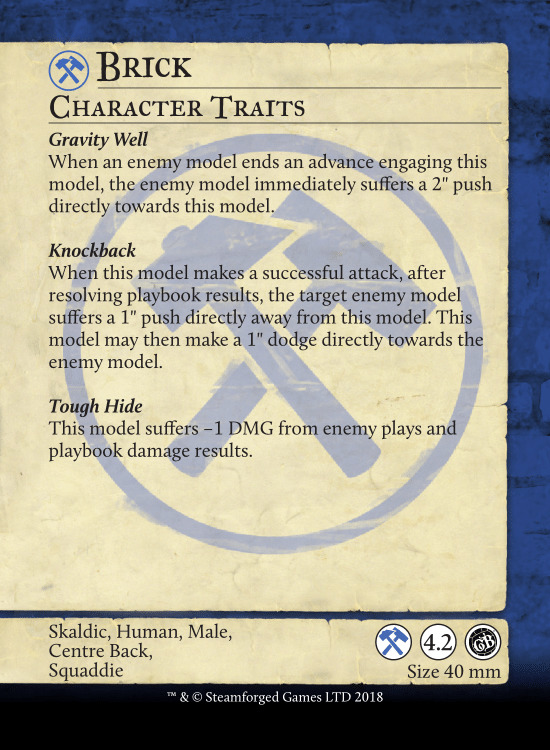 Brick
Character Traits
Gravity Well
When an enemy model ends an advance engaging this
model, the enemy model immediately suffers a 2" push
directly towards this model.
Knockback
When this model makes a successful attack, after
resolving playbook results, the target enemy model
suffers a 1" push directly away from this model. This
model may then make a 1" dodge directly towards the
enemy model.
Tough Hide
This model suffers –1 DMG from enemy plays and
playbook damage results.
Skaldic, Human, Male,
Centre Back,
Squaddie
4.2
GB
Size 40 mm
™ & © Steamforged Games LTD 2018